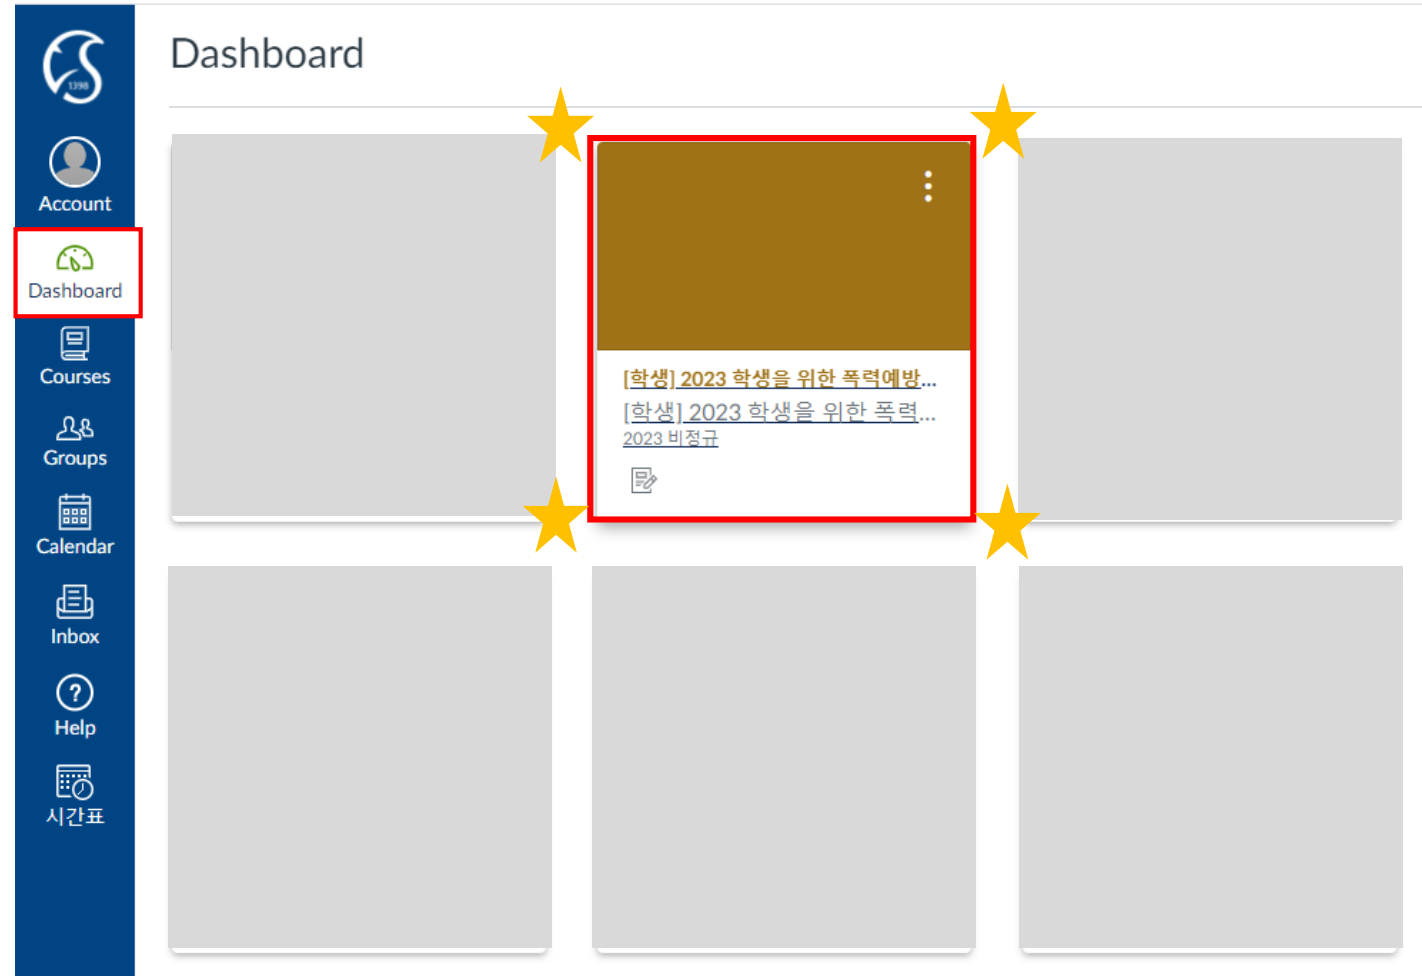 1398
Dashboard
Account
Dashboard
Courses
Groups
Calendar
Inbox
Help
시간표
[학생] 2023 학생을 위한 폭력예방...
[학생] 2023 학생을 위한 폭력...
2023 비정규